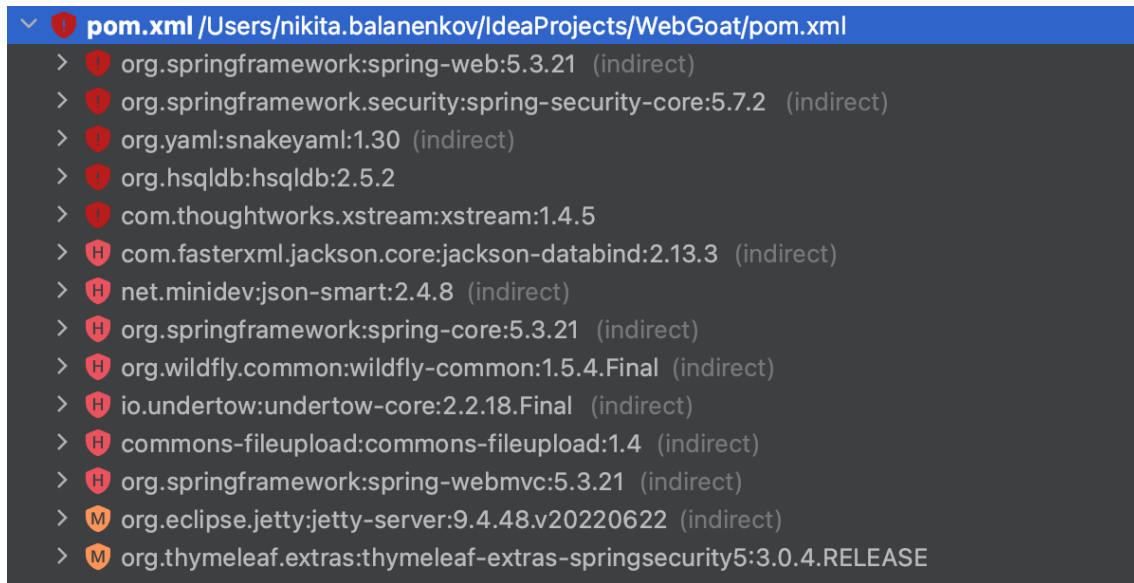 pom.xml /Users/nikita.balanenkov/IdeaProjects/WebGoat/pom.xml
! org.springframework:spring-web:5.3.21 (indirect)
! org.springframework.security:spring-security-core:5.7.2 (indirect)
! org.yaml:snakeyaml:1.30 (indirect)
! org.hsqldb:hsqldb:2.5.2
! com.thoughtworks.xstream:xstream:1.4.5
H com.fasterxml.jackson.core:jackson-databind:2.13.3 (indirect)
H net.minidev:json-smart:2.4.8 (indirect)
H org.springframework:spring-core:5.3.21 (indirect)
H org.wildfly.common:wildfly-common:1.5.4.Final (indirect)
H io.undertow:undertow-core:2.2.18.Final (indirect)
H commons-fileupload:commons-fileupload:1.4 (indirect)
H org.springframework:spring-webmvc:5.3.21 (indirect)
M org.eclipse.jetty:jetty-server:9.4.48.v20220622 (indirect)
M org.thymeleaf.extras:thymeleaf-extras-springsecurity5:3.0.4.RELEASE